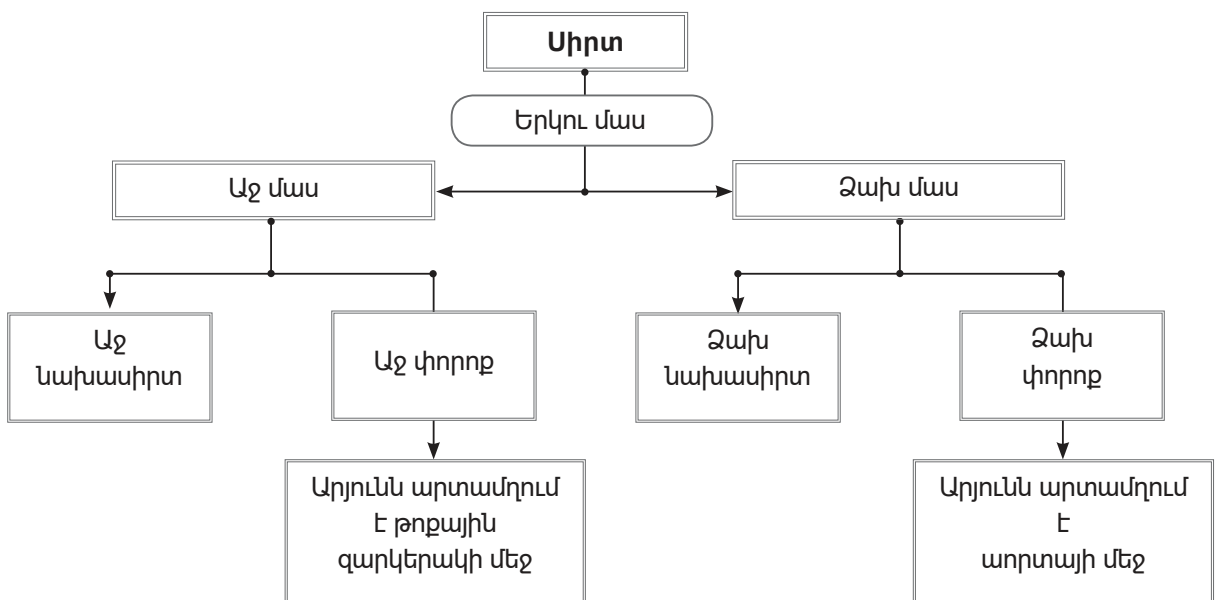 Սիրտ
Երկու մաս
Աջ մաս
Ձախ մաս
Աջ
նախասիրտ
Աջ փորոք
Ձախ
նախասիրտ
Ձախ
փորոք
Արյունն արտամղում
է թոքային
զարկերակի մեջ
Արյունն արտամղում
է
աորտայի մեջ